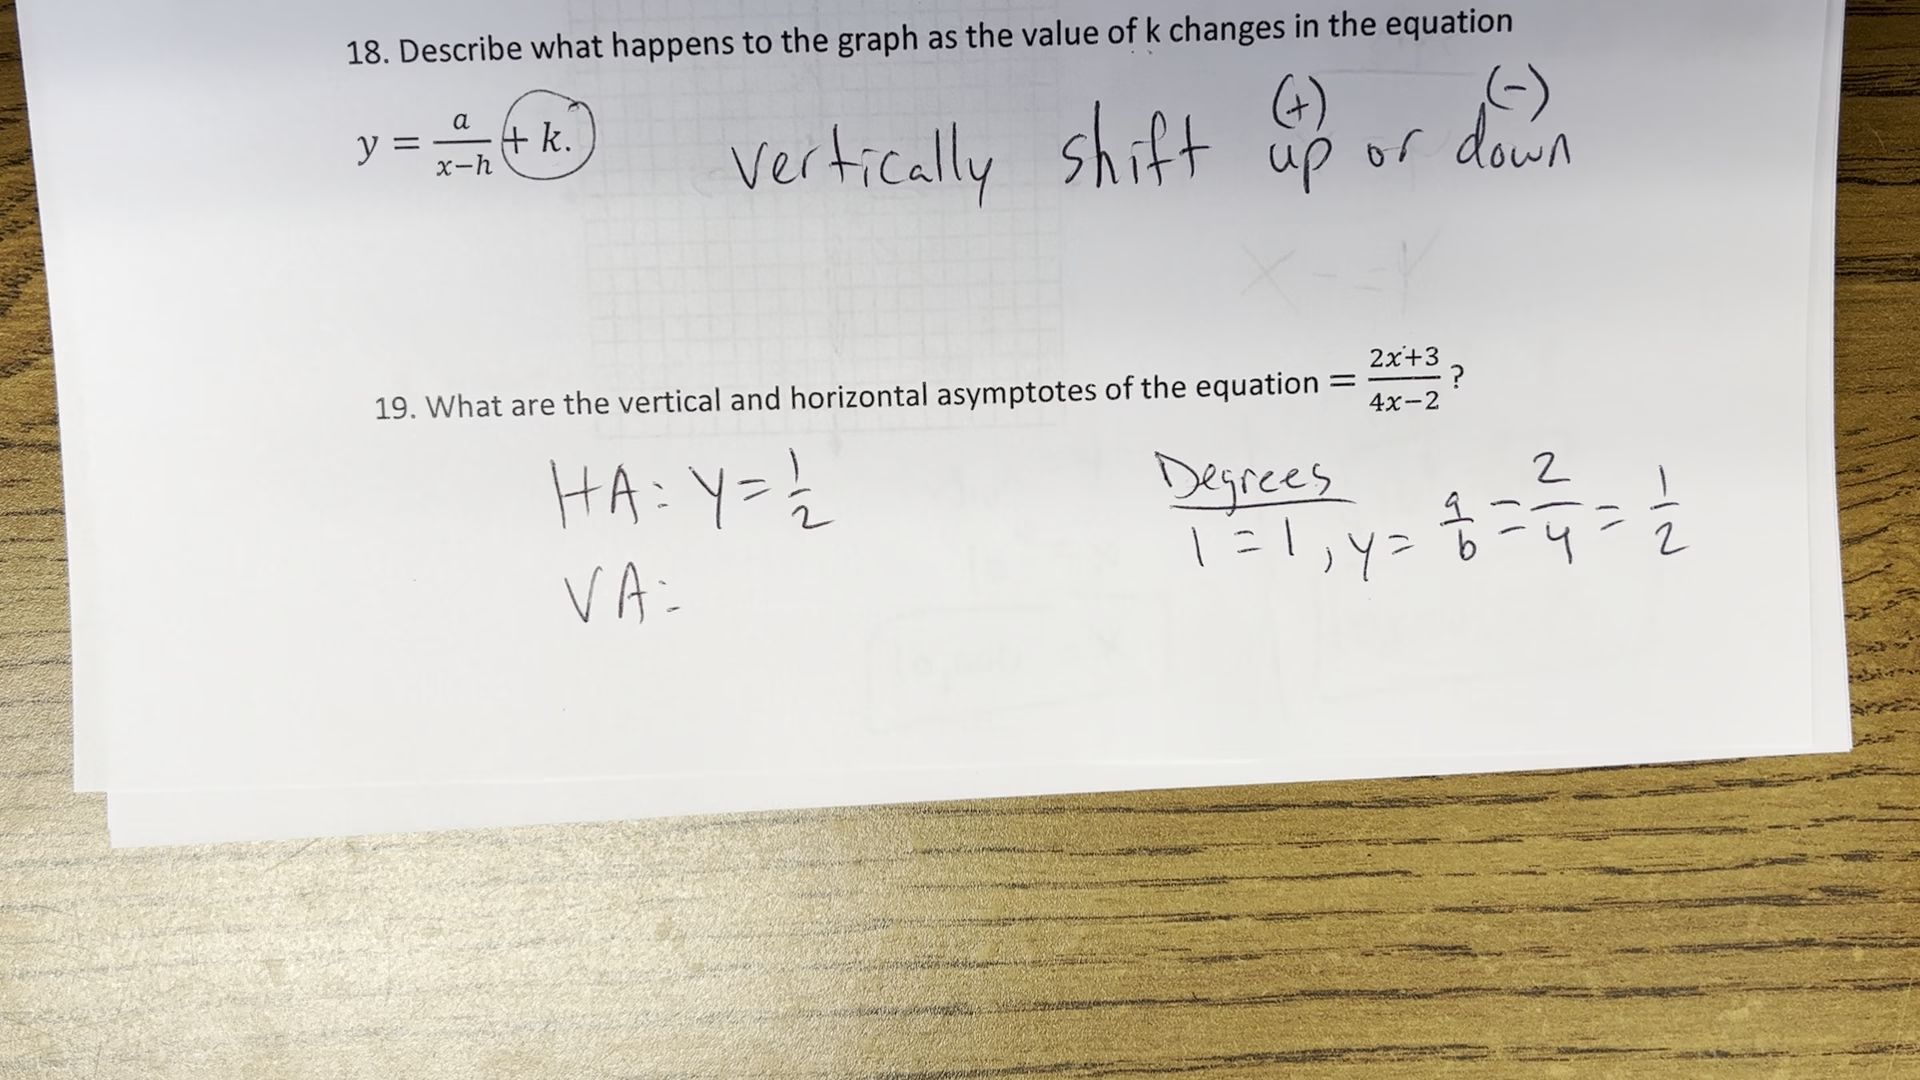 18. Describe what happens to the graph as the value of k changes in the equation
y = a/(x−h) + k.
(+) (-)
vertically shift up or down
19. What are the vertical and horizontal asymptotes of the equation = (2x+3)/(4x−2) ?
HA: y = 1/2
Degrees
1 = 1, y = a/b = 2/4 = 1/2
VA: